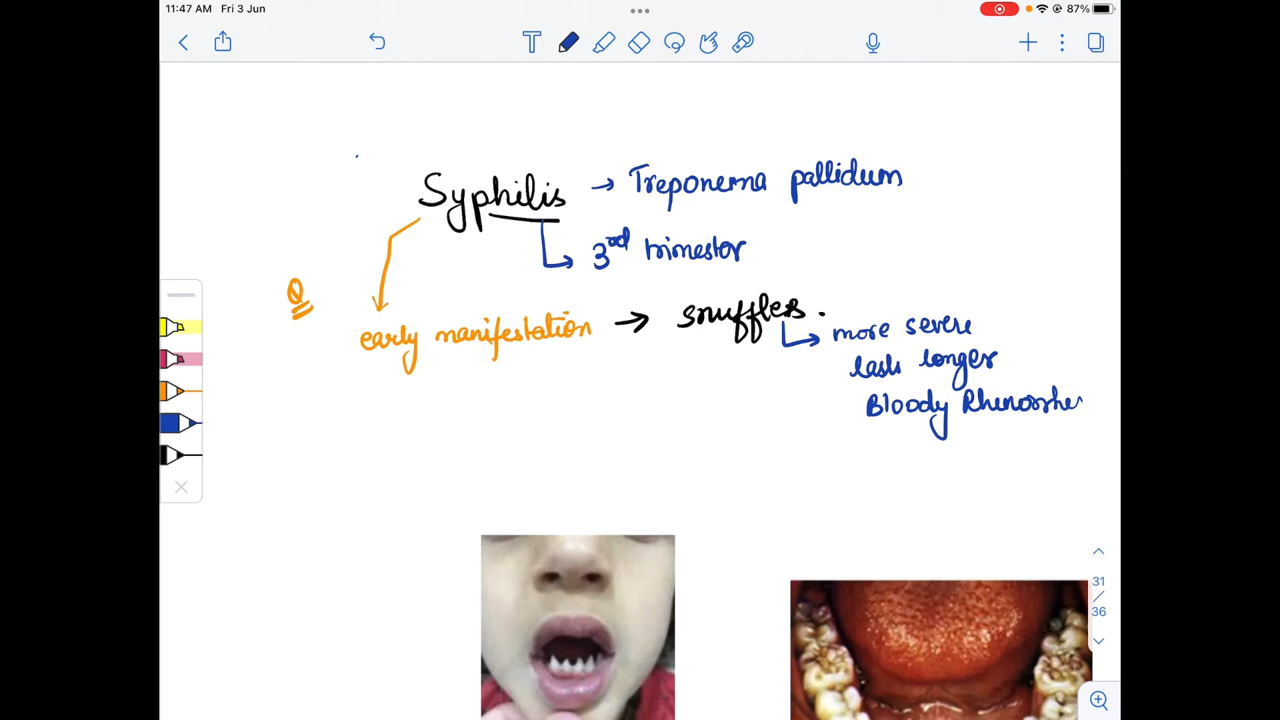 11:47 AM Fri 3 Jun
87%
Syphilis → Treponema pallidum
3rd trimester
Q
early manifestation → snuffles.
more severe
lasts longer
Bloody Rhenorrhe
31
/
36